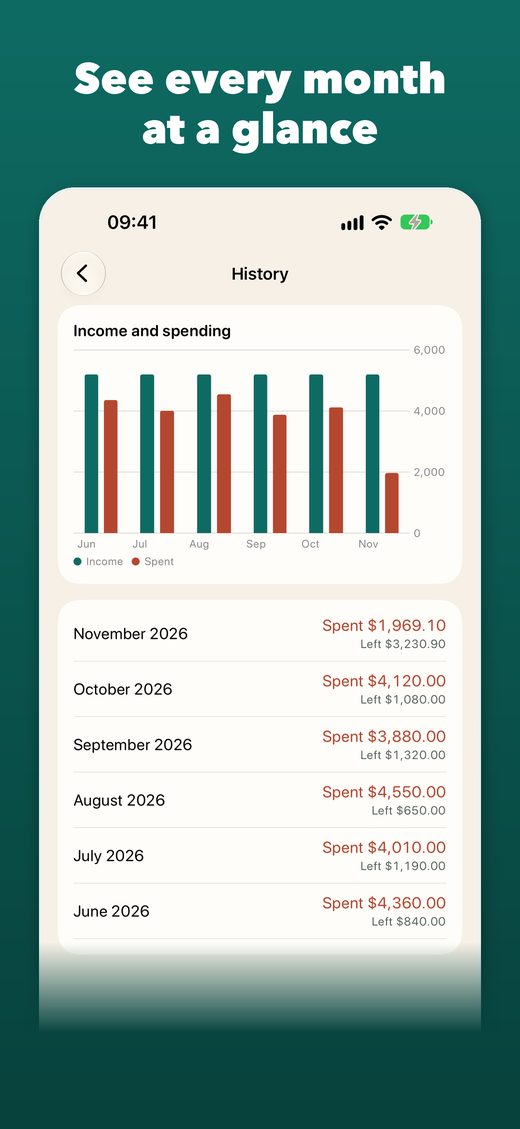 See every month
at a glance
09:41
History
Income and spending
6,000
4,000
2,000
0
Jun Jul Aug Sep Oct Nov
Income Spent
November 2026 Spent $1,969.10
Left $3,230.90
October 2026 Spent $4,120.00
Left $1,080.00
September 2026 Spent $3,880.00
Left $1,320.00
August 2026 Spent $4,550.00
Left $650.00
July 2026 Spent $4,010.00
Left $1,190.00
June 2026 Spent $4,360.00
Left $840.00